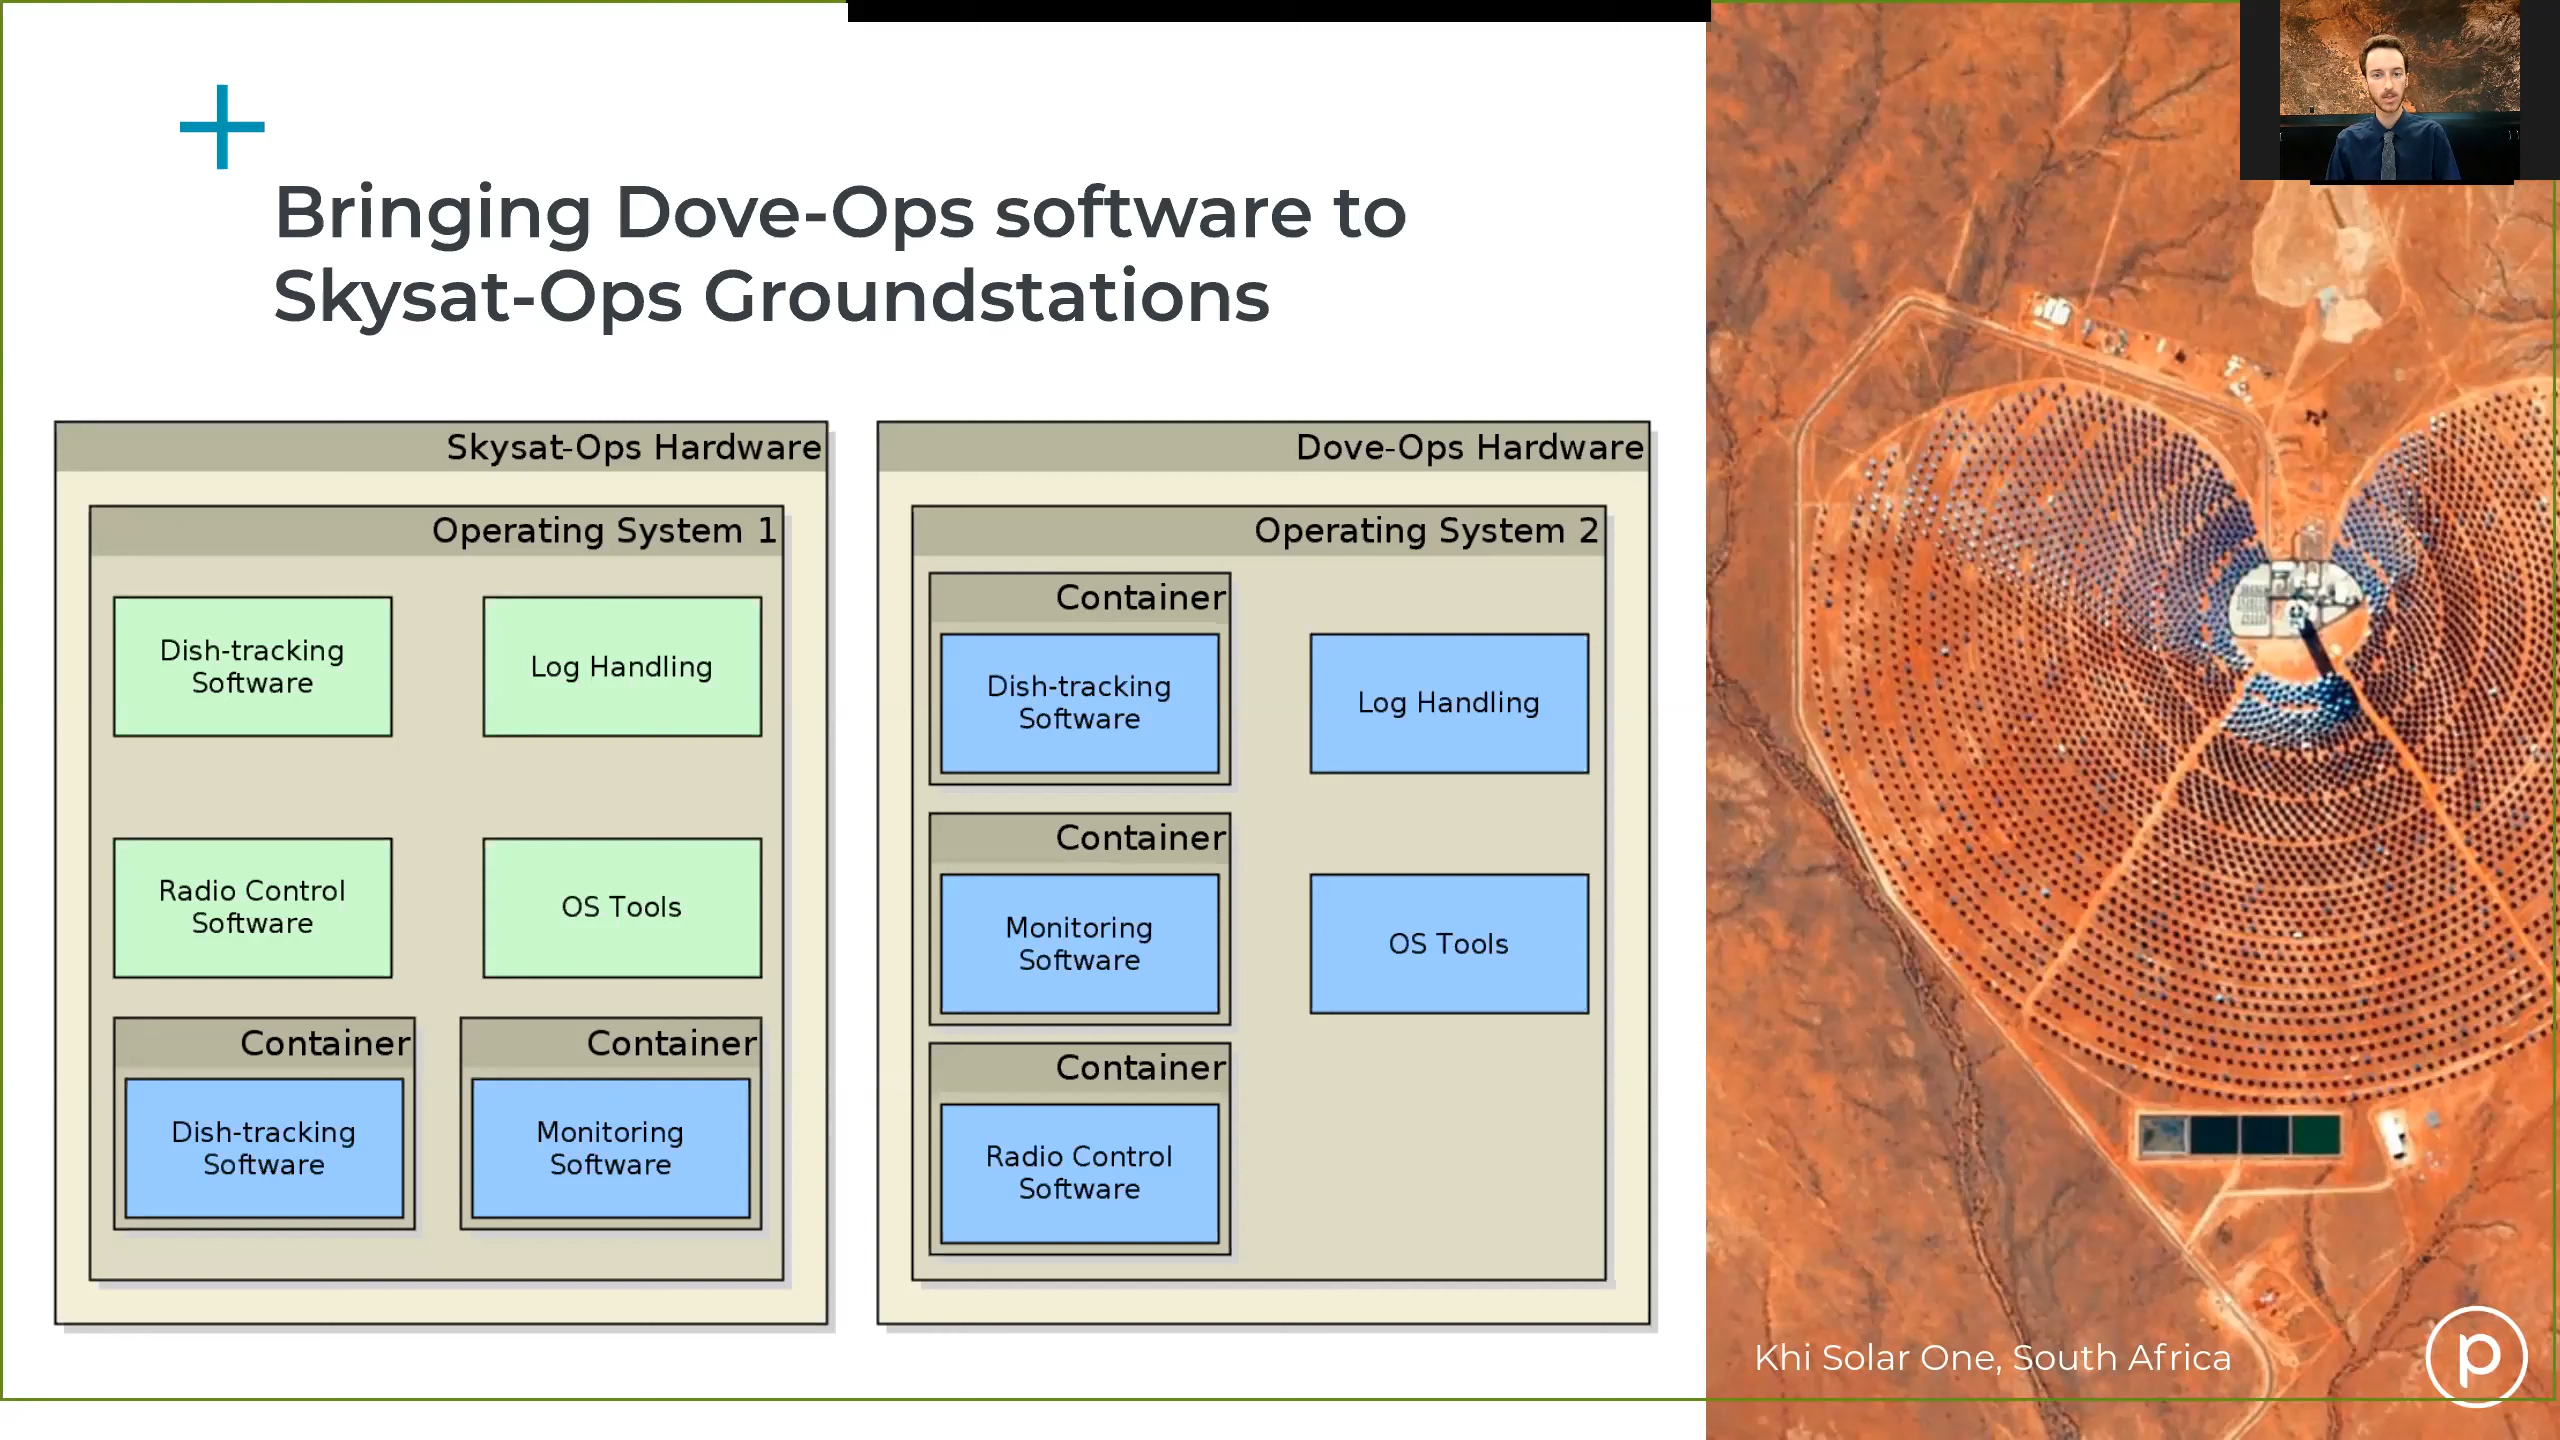 Bringing Dove-Ops software to
Skysat-Ops Groundstations
Skysat-Ops Hardware
Operating System 1
Dish-tracking
Software
Log Handling
Radio Control
Software
OS Tools
Container
Dish-tracking
Software
Container
Monitoring
Software
Dove-Ops Hardware
Operating System 2
Container
Dish-tracking
Software
Log Handling
Container
Monitoring
Software
OS Tools
Container
Radio Control
Software
Khi Solar One, South Africa
p